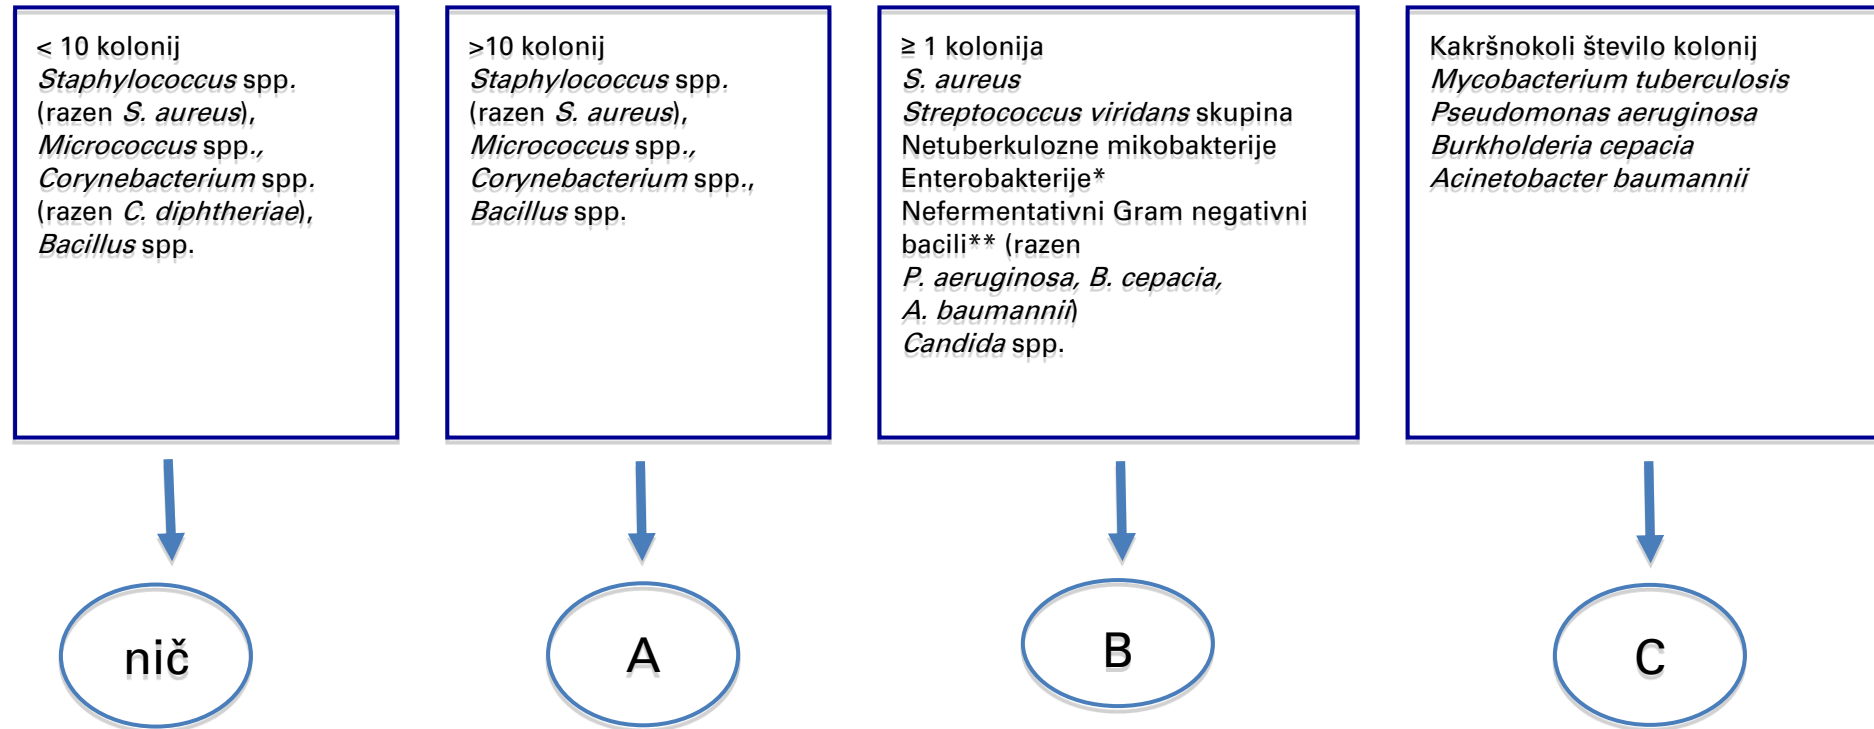 < 10 kolonij
Staphylococcus spp.
(razen S. aureus),
Micrococcus spp.,
Corynebacterium spp.
(razen C. diphtheriae),
Bacillus spp.
>10 kolonij
Staphylococcus spp.
(razen S. aureus),
Micrococcus spp.,
Corynebacterium spp.,
Bacillus spp.
≥ 1 kolonija
S. aureus
Streptococcus viridans skupina
Netuberkulozne mikobakterije
Enterobakterije*
Nefermentativni Gram negativni
bacili** (razen
P. aeruginosa, B. cepacia,
A. baumannii)
Candida spp.
Kakršnokoli število kolonij
Mycobacterium tuberculosis
Pseudomonas aeruginosa
Burkholderia cepacia
Acinetobacter baumannii
nič
A
B
C